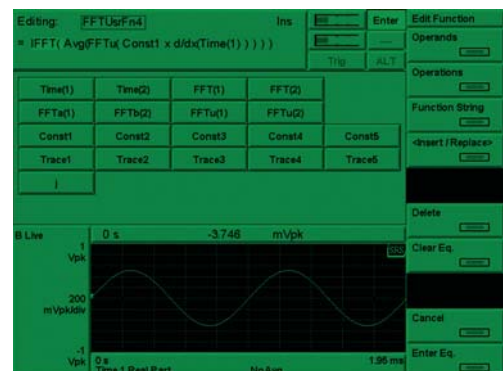 Editing: FFTUsrFn4 Ins
= IFFT( Avg(FFTu( Const1 x d/dx(Time(1) ) ) ) )
Enter
Trig ALT
Edit Function
Operands
Operations
Function String
<Insert / Replace>
Delete
Clear Eq.
Cancel
Enter Eq.
Time(1) Time(2) FFT(1) FFT(2)
FFTa(1) FFTb(2) FFTu(1) FFTu(2)
Const1 Const2 Const3 Const4 Const5
Trace1 Trace2 Trace3 Trace4 Trace5
B Live 0 s -3.746 mVpk
1
Vpk
200
mVpk/div
-1
Vpk
0 s 1.95 ms
Time 1 Real Part No Avg